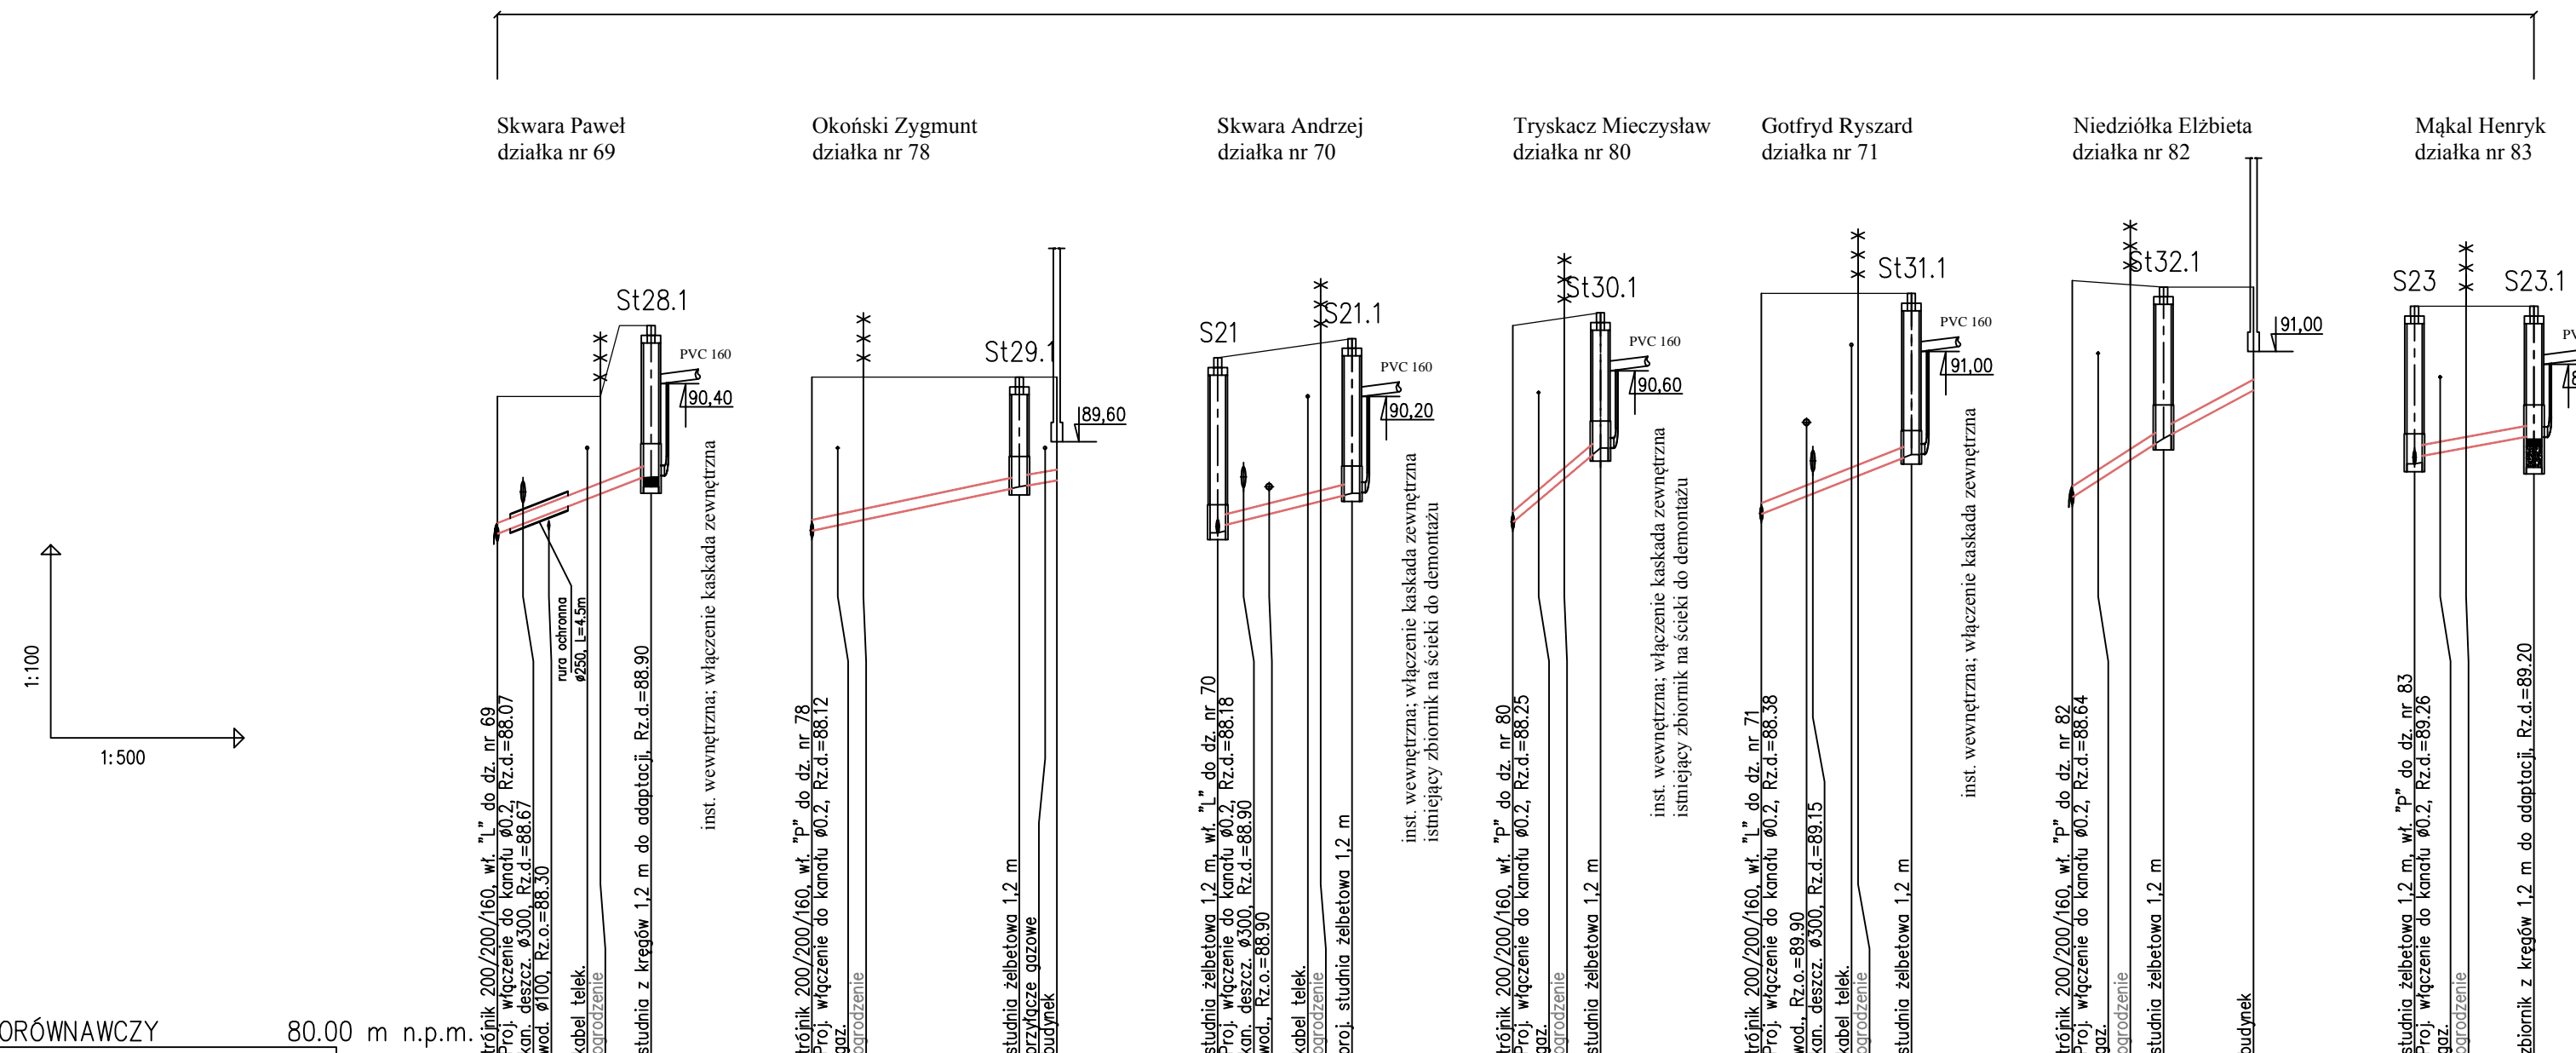 Skwara Paweł
działka nr 69
Okoński Zygmunt
działka nr 78
Skwara Andrzej
działka nr 70
Tryskacz Mieczysław
działka nr 80
Gotfryd Ryszard
działka nr 71
Niedziółka Elżbieta
działka nr 82
Mąkal Henryk
działka nr 83
St28.1
PVC 160
90,40
St29.1
89,60
S21
S21.1
PVC 160
90,20
St30.1
PVC 160
90,60
St31.1
PVC 160
91,00
St32.1
91,00
S23
S23.1
1:100
1:500
trójnik 200/200/160, wł. "L" do dz. nr 69
Proj. włączenie do kanału ø0.2, Rz.d.=88.07
kan. deszcz. ø300, Rz.d.=88.67
wod. ø100, Rz.o.=88.30
rura ochronna
ø250, L=4.5m
kabel telek.
ogrodzenie
studnia z kręgów 1,2 m do adaptacji, Rz.d.=88.90
inst. wewnętrzna; włączenie kaskada zewnętrzna
trójnik 200/200/160, wł. "P" do dz. nr 78
Proj. włączenie do kanału ø0.2, Rz.d.=88.12
gaz.
ogrodzenie
studnia żelbetowa 1,2 m
przyłącze gazowe
budynek
studnia żelbetowa 1,2 m, wł. "L" do dz. nr 70
Proj. włączenie do kanału ø0.2, Rz.d.=88.18
kan. deszcz. ø300, Rz.d.=88.90
wod., Rz.o.=88.90
kabel telek.
ogrodzenie
proj. studnia żelbetowa 1,2 m
inst. wewnętrzna; włączenie kaskada zewnętrzna
istniejący zbiornik na ścieki do demontażu
trójnik 200/200/160, wł. "P" do dz. nr 80
Proj. włączenie do kanału ø0.2, Rz.d.=88.25
gaz.
ogrodzenie
studnia żelbetowa 1,2 m
inst. wewnętrzna; włączenie kaskada zewnętrzna
istniejący zbiornik na ścieki do demontażu
trójnik 200/200/160, wł. "L" do dz. nr 71
Proj. włączenie do kanału ø0.2, Rz.d.=88.38
wod., Rz.o.=89.90
kan. deszcz. ø300, Rz.d.=89.15
kabel telek.
ogrodzenie
studnia żelbetowa 1,2 m
inst. wewnętrzna; włączenie kaskada zewnętrzna
trójnik 200/200/160, wł. "P" do dz. nr 82
Proj. włączenie do kanału ø0.2, Rz.d.=88.64
gaz.
ogrodzenie
studnia żelbetowa 1,2 m
budynek
studnia żelbetowa 1,2 m, wł. "P" do dz. nr 83
Proj. włączenie do kanału ø0.2, Rz.d.=89.26
gaz.
ogrodzenie
zbiornik z kręgów 1,2 m do adaptacji, Rz.d.=89.20
ORÓWNAWCZY 80.00 m n.p.m.